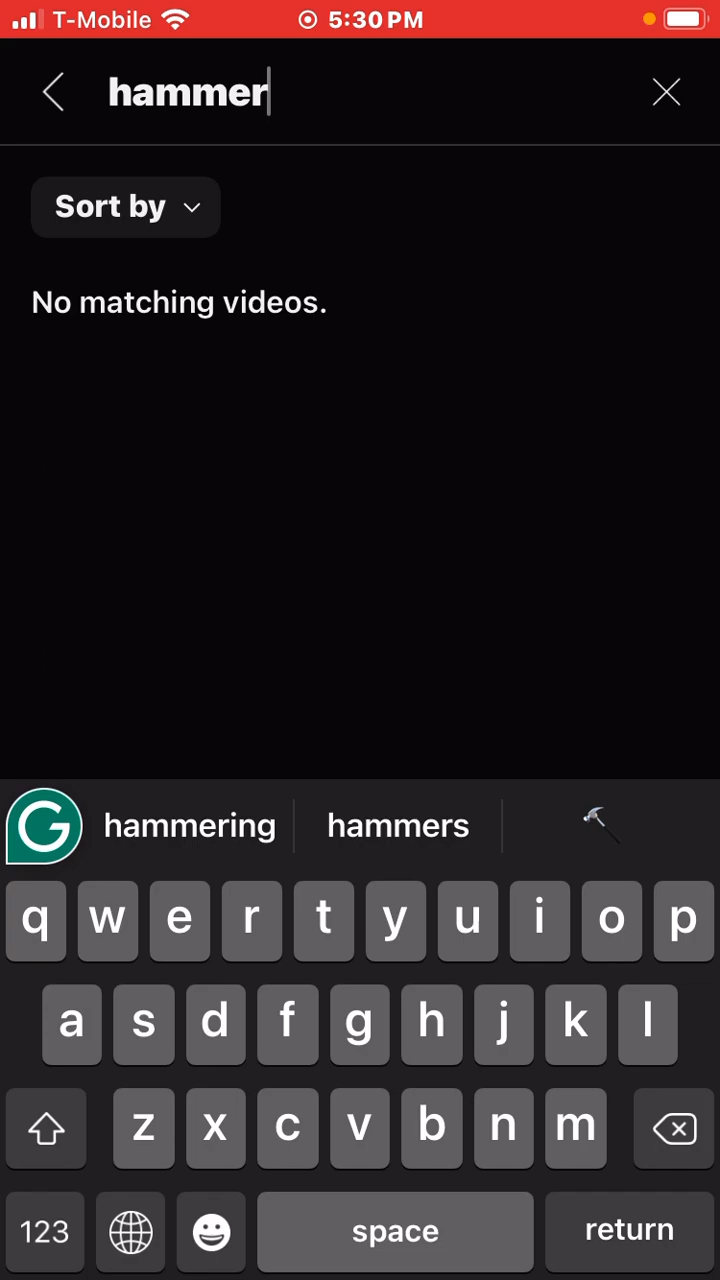 T-Mobile 5:30 PM
hammer
Sort by
No matching videos.
G hammering hammers
q w e r t y u i o p
a s d f g h j k l
z x c v b n m
123 space return